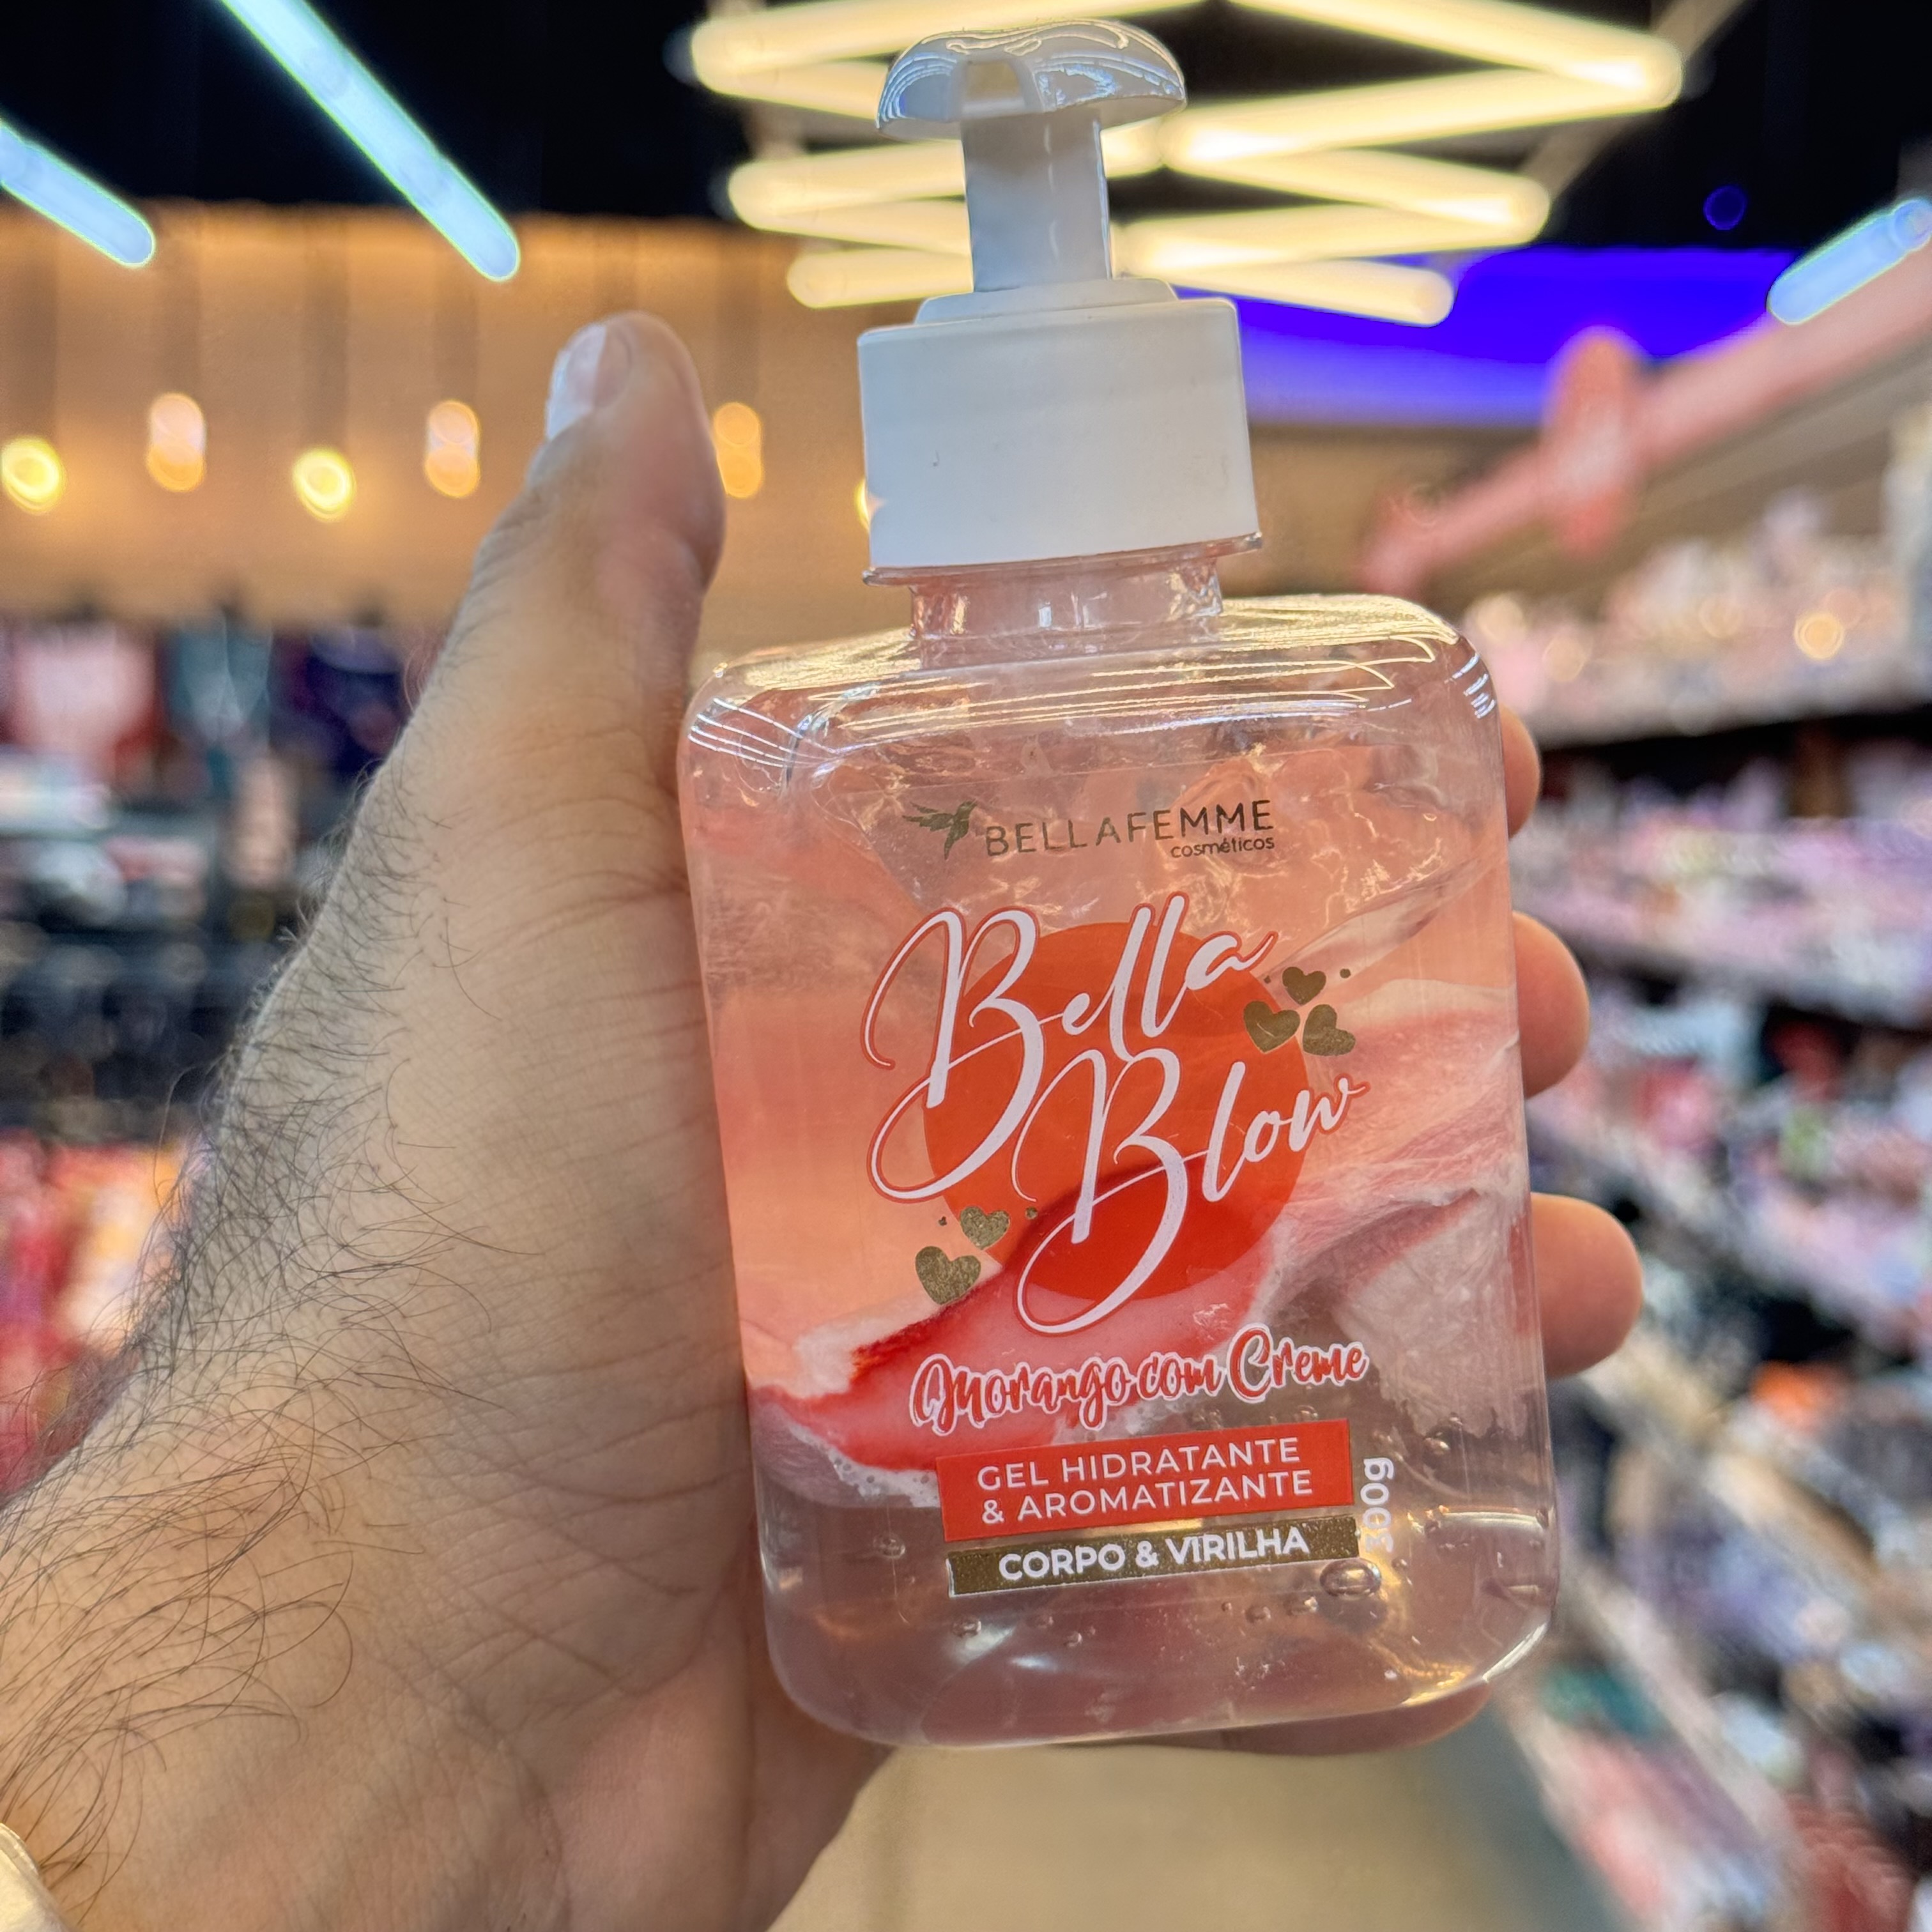 BELLAFEMME
cosméticos
Bella
Blow
Morango com Creme
GEL HIDRATANTE
& AROMATIZANTE
CORPO & VIRILHA
300g